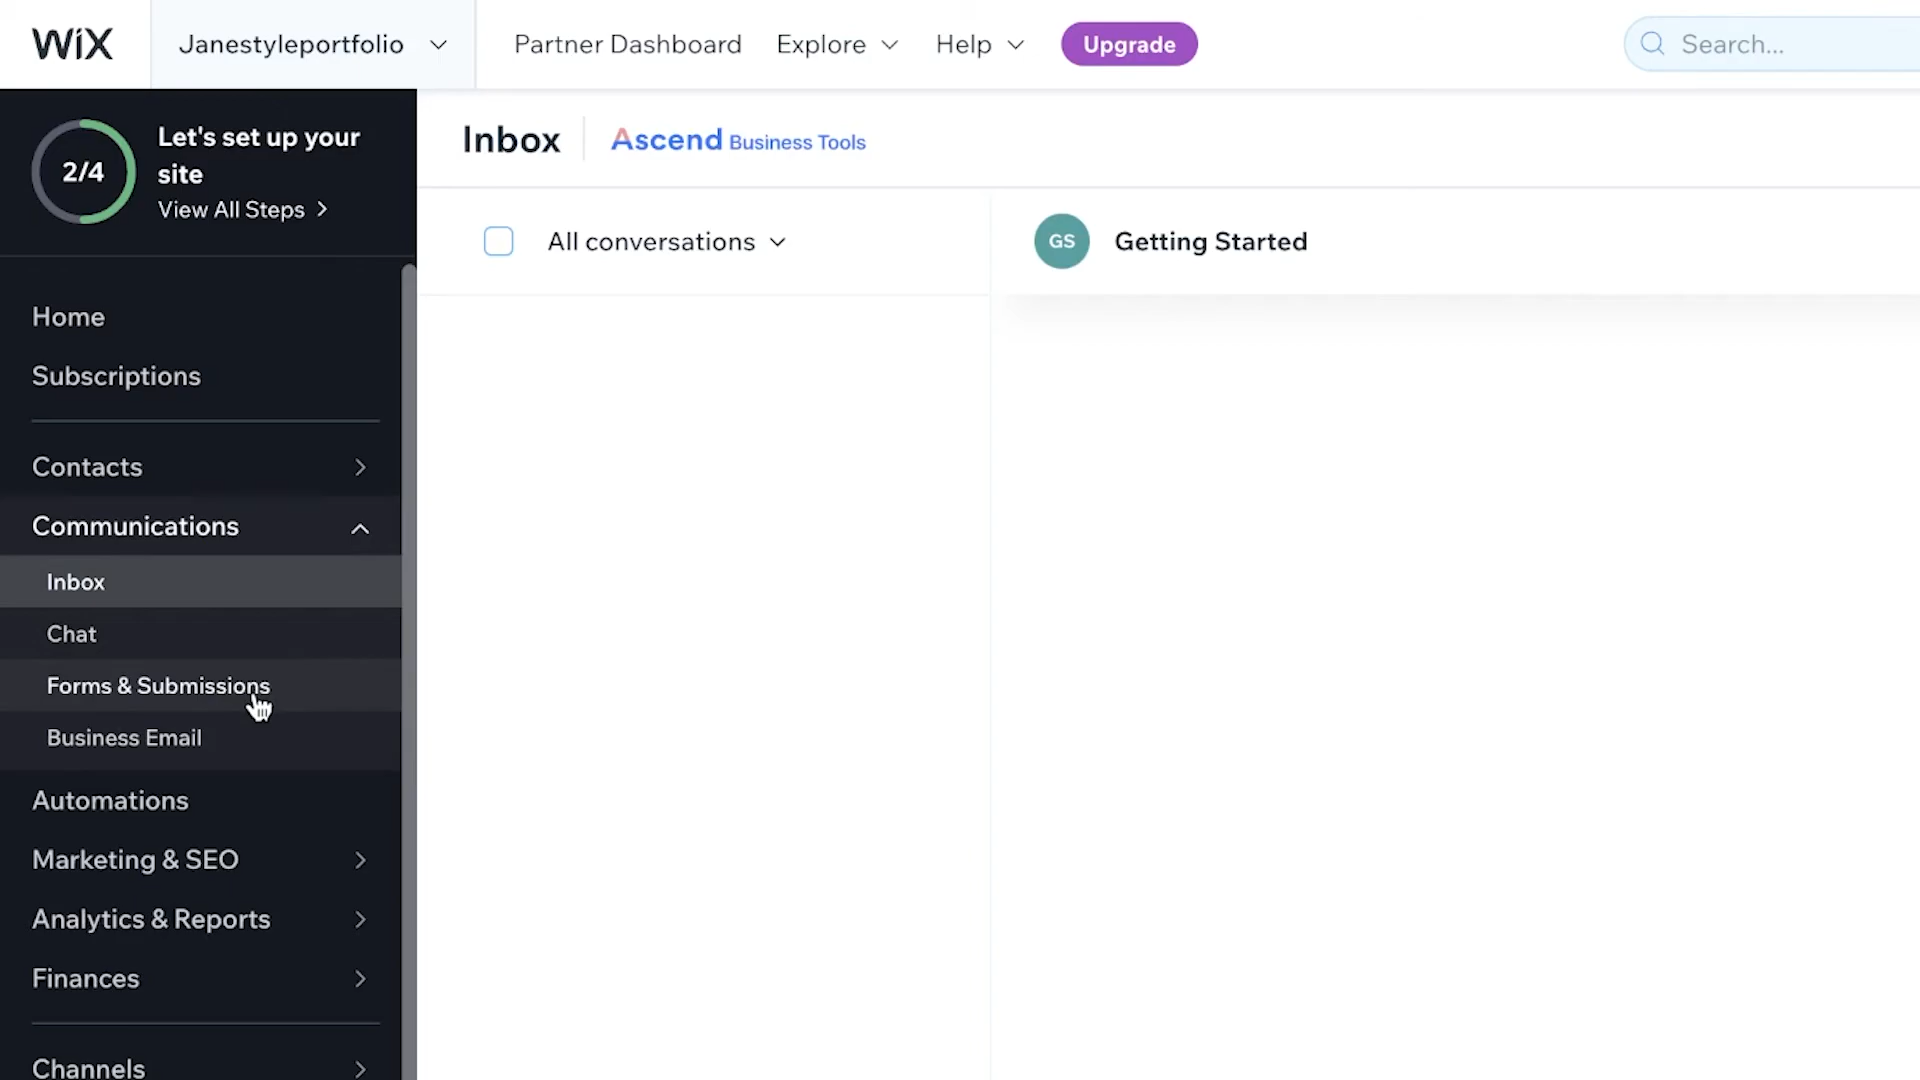 WiX
Janestyleportfolio
Partner Dashboard
Explore
Help
Upgrade
Search...
2/4
Let's set up your
site
View All Steps
Home
Subscriptions
Contacts
Communications
Inbox
Chat
Forms & Submissions
Business Email
Automations
Marketing & SEO
Analytics & Reports
Finances
Channels
Inbox
Ascend Business Tools
All conversations
GS
Getting Started